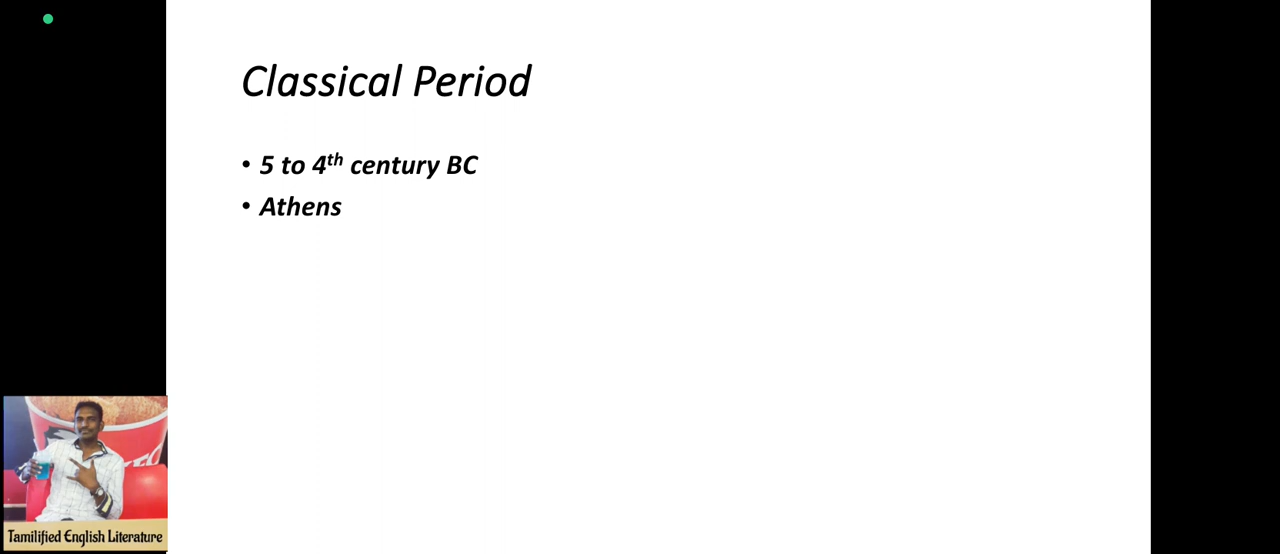 Classical Period
• 5 to 4th century BC
• Athens
Tamilified English Literature